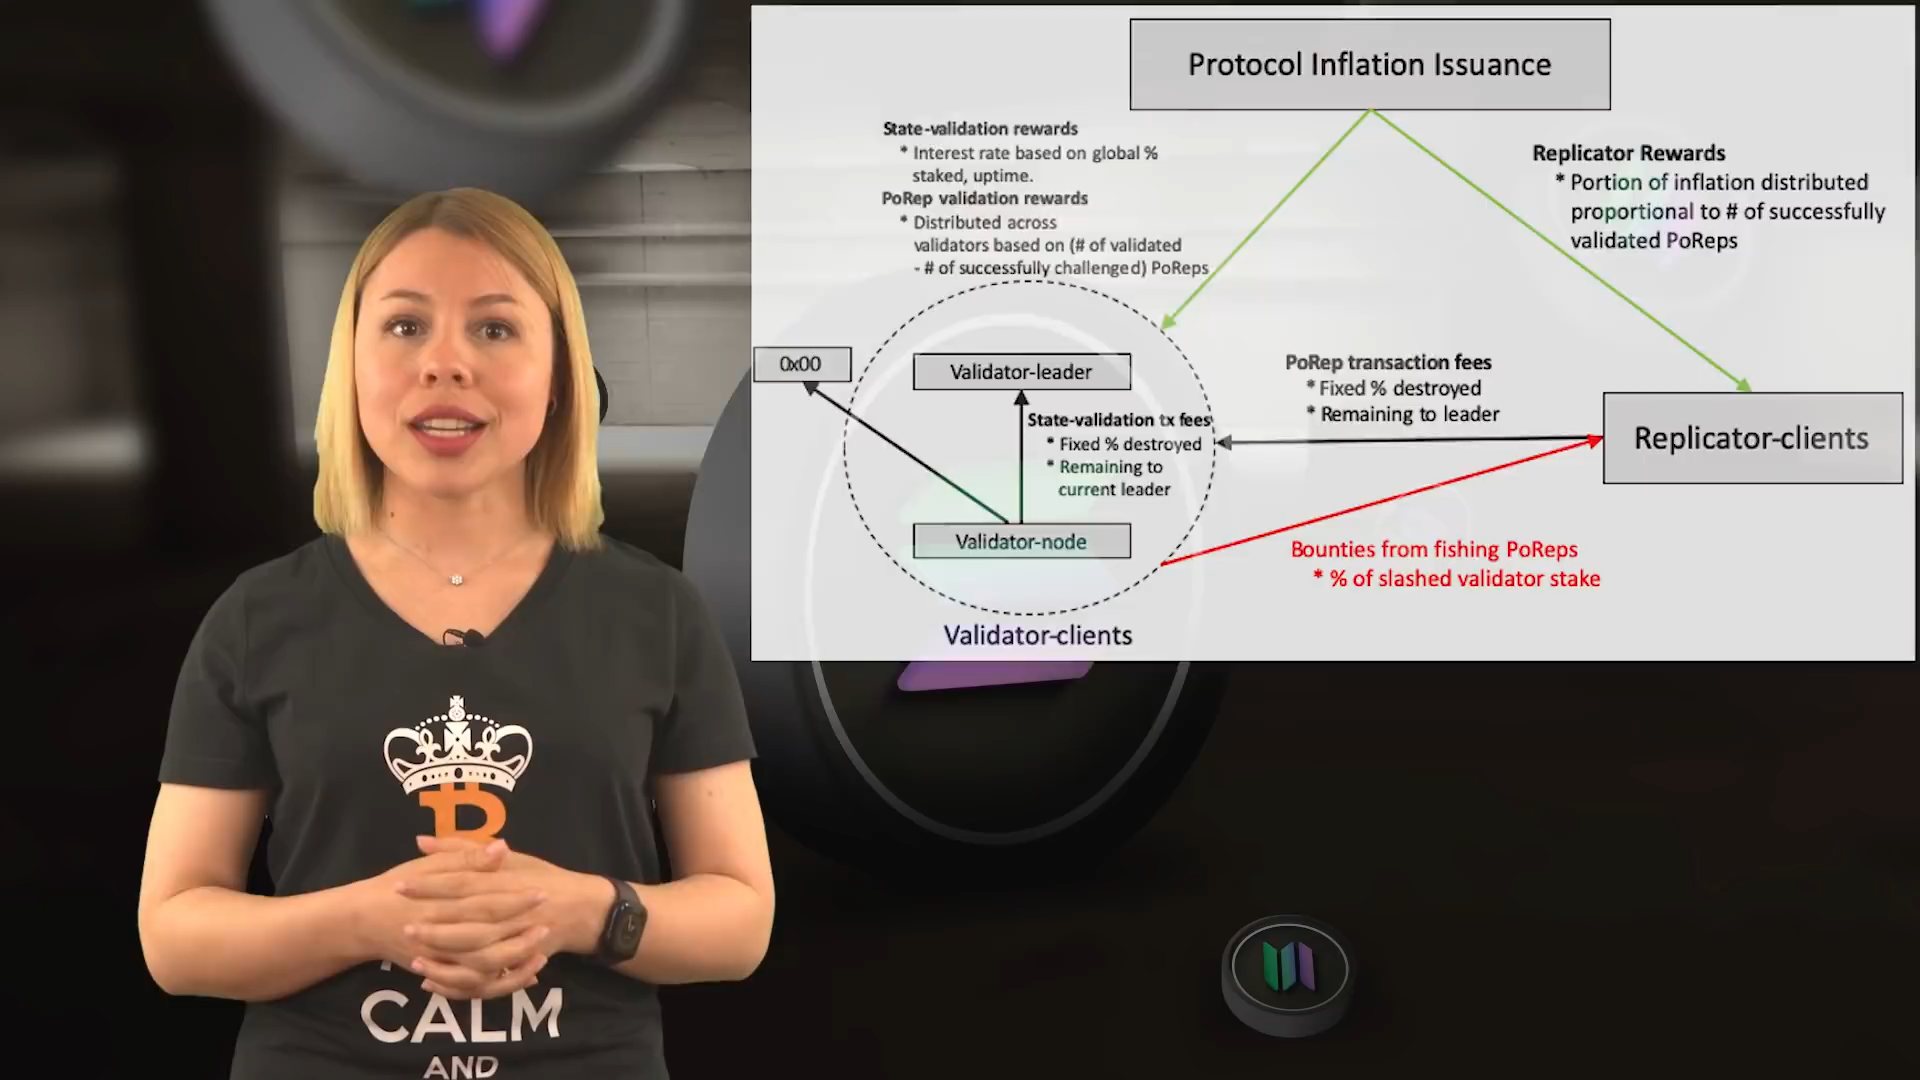 Protocol Inflation Issuance
State-validation rewards
* Interest rate based on global %
staked, uptime.
PoRep validation rewards
* Distributed across
validators based on (# of validated
- # of successfully challenged) PoReps
Replicator Rewards
* Portion of inflation distributed
proportional to # of successfully
validated PoReps
0x00
Validator-leader
State-validation tx fees
* Fixed % destroyed
* Remaining to
current leader
Validator-node
Validator-clients
PoRep transaction fees
* Fixed % destroyed
* Remaining to leader
Replicator-clients
Bounties from fishing PoReps
* % of slashed validator stake
CALM
AND